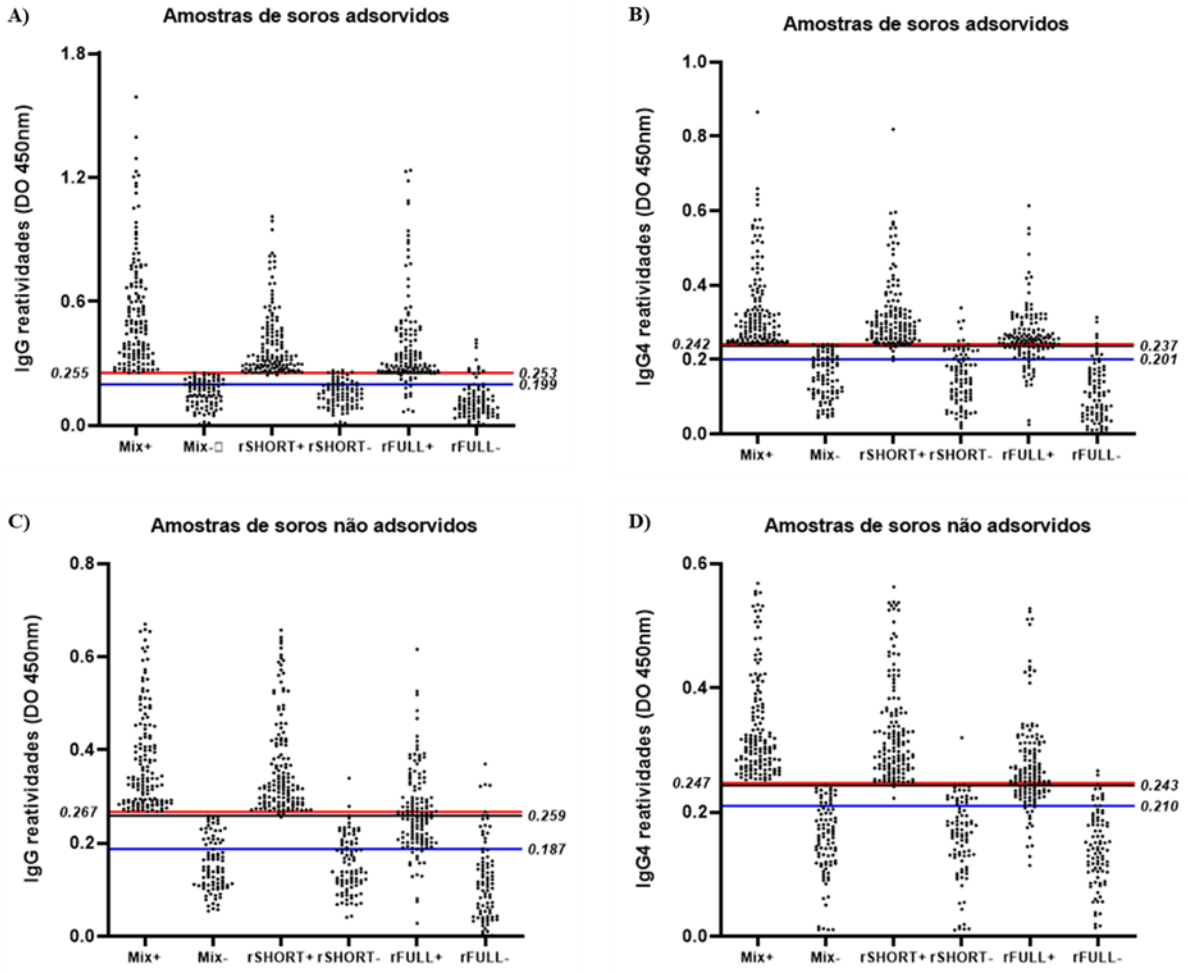 A)
Amostras de soros adsorvidos
IgG reatividades (DO 450nm)
1.8
1.2
0.6
0.0
0.255
0.253
0.199
Mix+ Mix-□ rSHORT+ rSHORT- rFULL+ rFULL-
B)
Amostras de soros adsorvidos
IgG4 reatividades (DO 450nm)
1.0
0.8
0.6
0.4
0.2
0.0
0.242
0.237
0.201
Mix+ Mix- rSHORT+ rSHORT- rFULL+ rFULL-
C)
Amostras de soros não adsorvidos
IgG reatividades (DO 450nm)
0.8
0.6
0.4
0.2
0.0
0.267
0.259
0.187
Mix+ Mix- rSHORT+ rSHORT- rFULL+ rFULL-
D)
Amostras de soros não adsorvidos
IgG4 reatividades (DO 450nm)
0.6
0.4
0.2
0.0
0.247
0.243
0.210
Mix+ Mix- rSHORT+ rSHORT- rFULL+ rFULL-